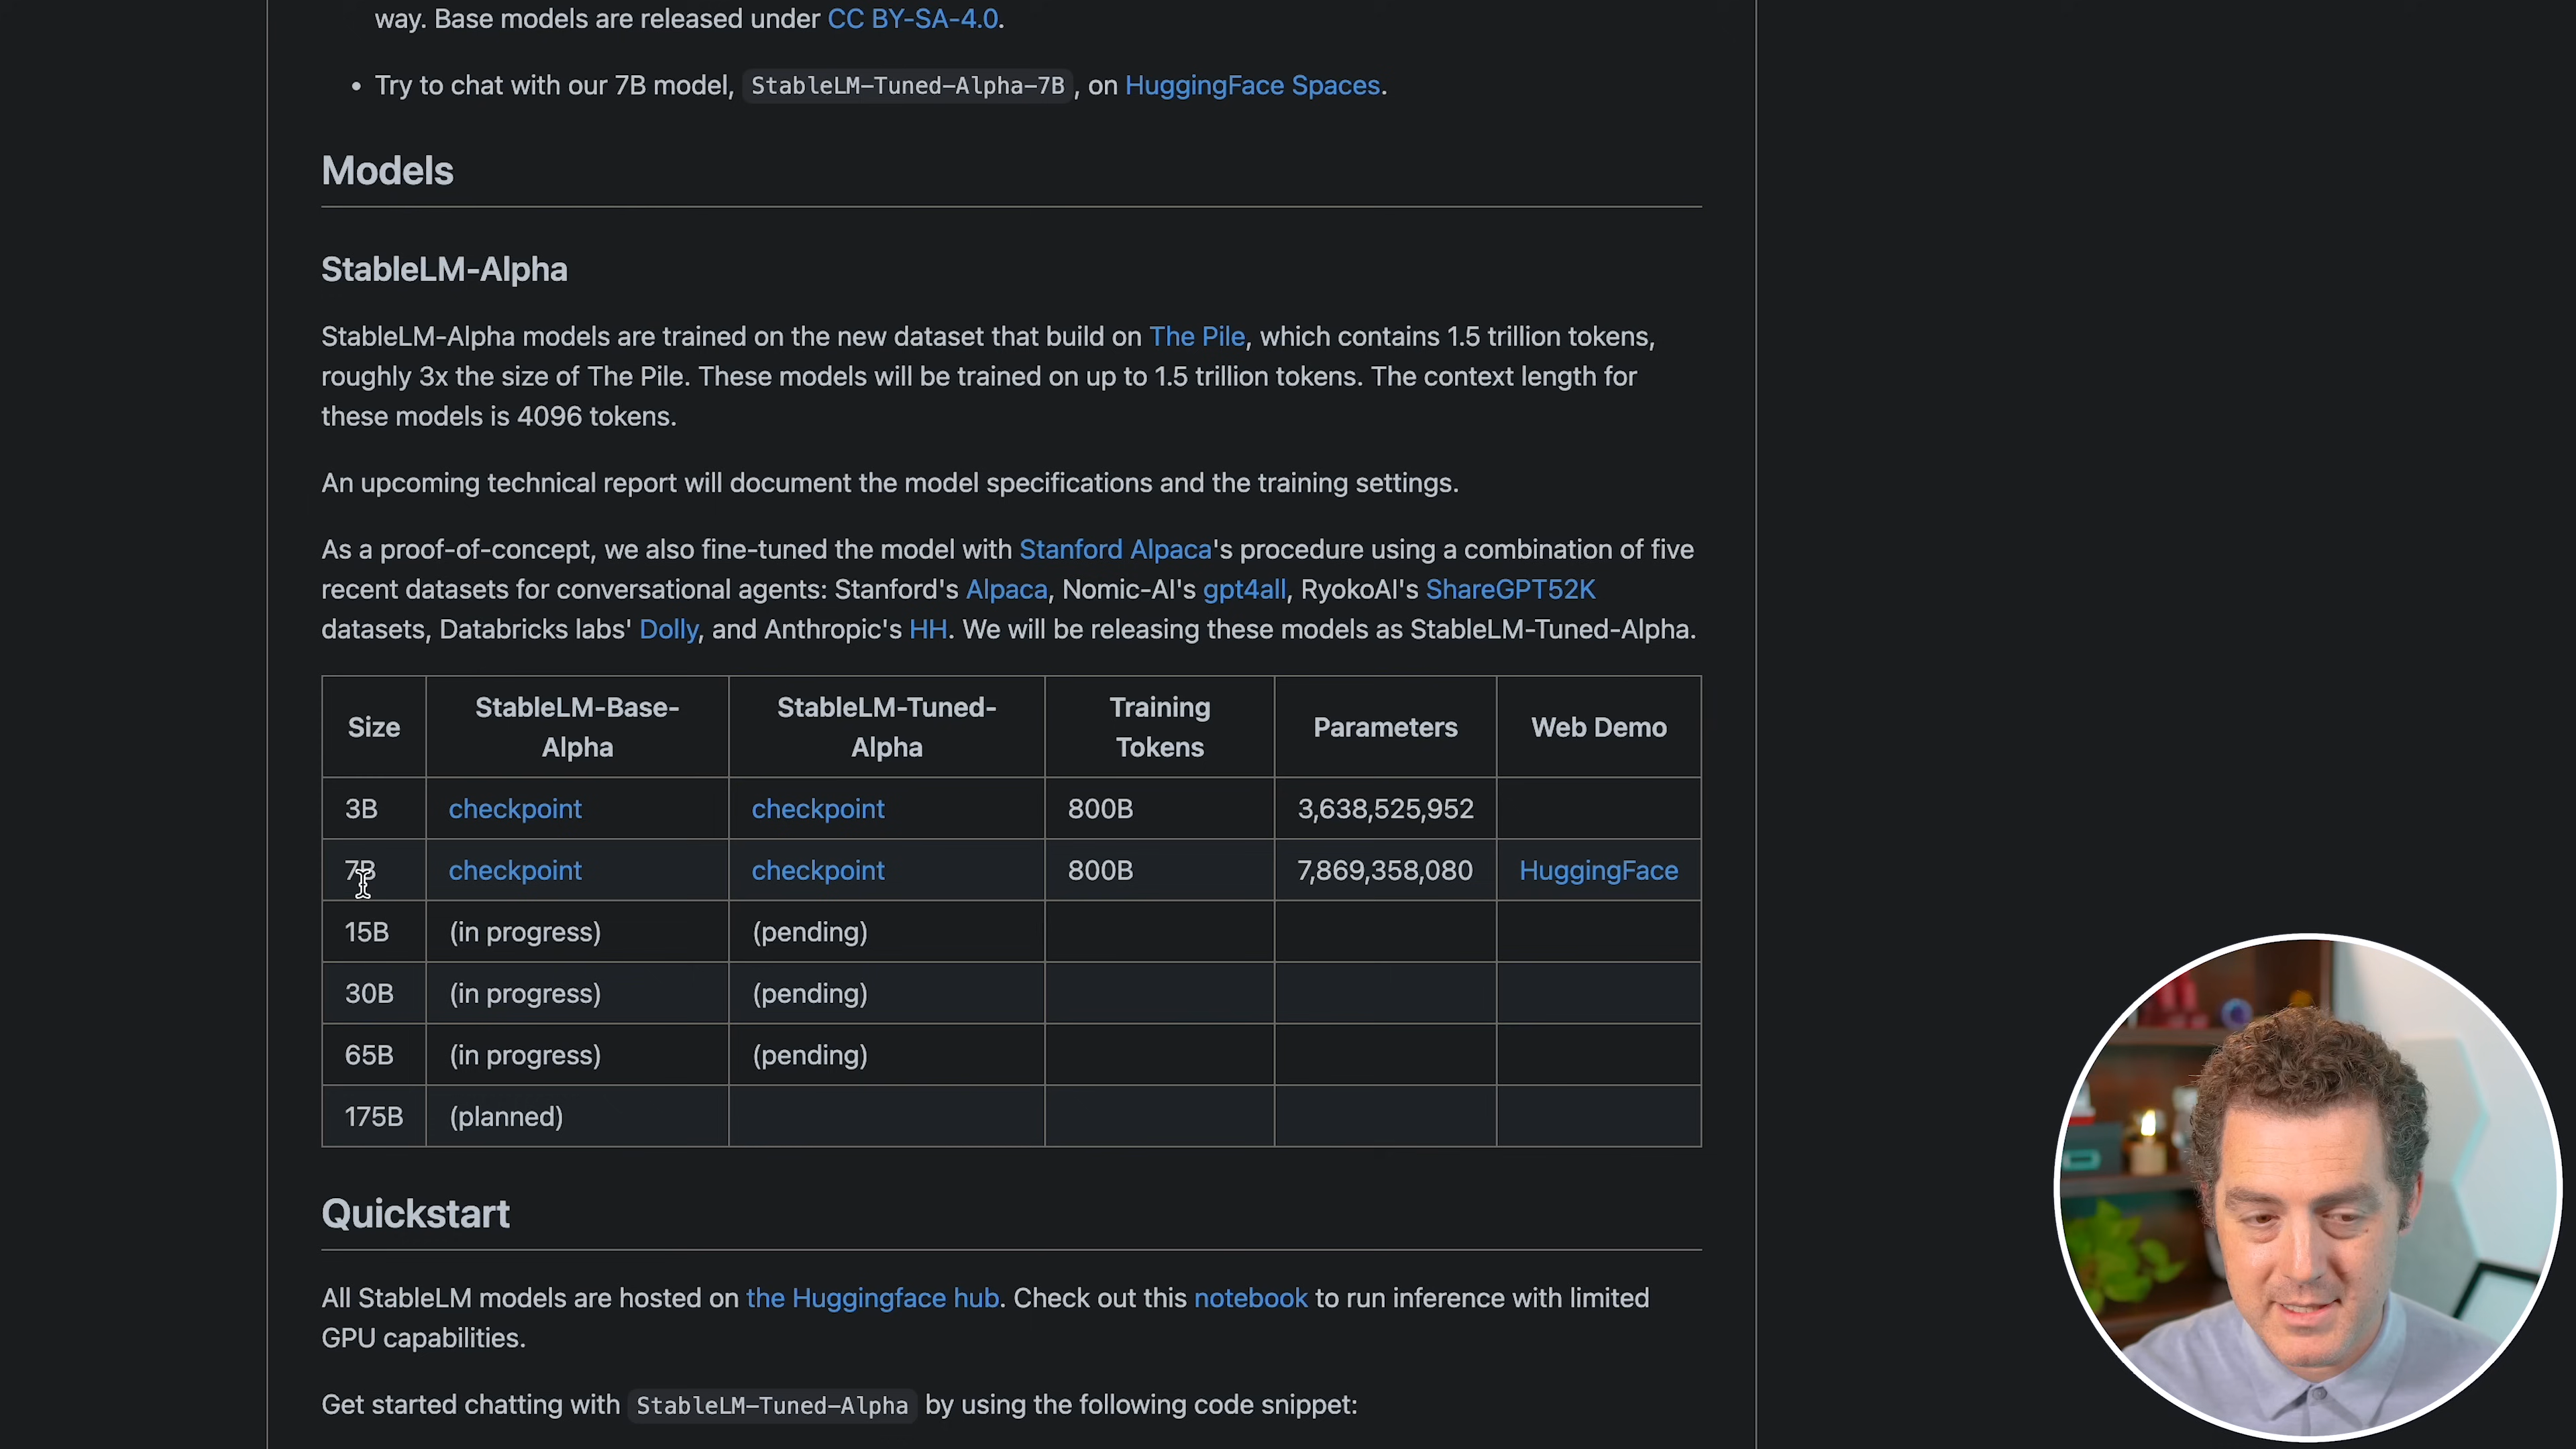 way. Base models are released under CC BY-SA-4.0.
• Try to chat with our 7B model, StableLM-Tuned-Alpha-7B, on HuggingFace Spaces.
Models
StableLM-Alpha
StableLM-Alpha models are trained on the new dataset that build on The Pile, which contains 1.5 trillion tokens,
roughly 3x the size of The Pile. These models will be trained on up to 1.5 trillion tokens. The context length for
these models is 4096 tokens.
An upcoming technical report will document the model specifications and the training settings.
As a proof-of-concept, we also fine-tuned the model with Stanford Alpaca's procedure using a combination of five
recent datasets for conversational agents: Stanford's Alpaca, Nomic-AI's gpt4all, RyokoAI's ShareGPT52K
datasets, Databricks labs' Dolly, and Anthropic's HH. We will be releasing these models as StableLM-Tuned-Alpha.
Size StableLM-Base-Alpha StableLM-Tuned-Alpha Training Tokens Parameters Web Demo
3B checkpoint checkpoint 800B 3,638,525,952
7B checkpoint checkpoint 800B 7,869,358,080 HuggingFace
15B (in progress) (pending)
30B (in progress) (pending)
65B (in progress) (pending)
175B (planned)
Quickstart
All StableLM models are hosted on the Huggingface hub. Check out this notebook to run inference with limited
GPU capabilities.
Get started chatting with StableLM-Tuned-Alpha by using the following code snippet: